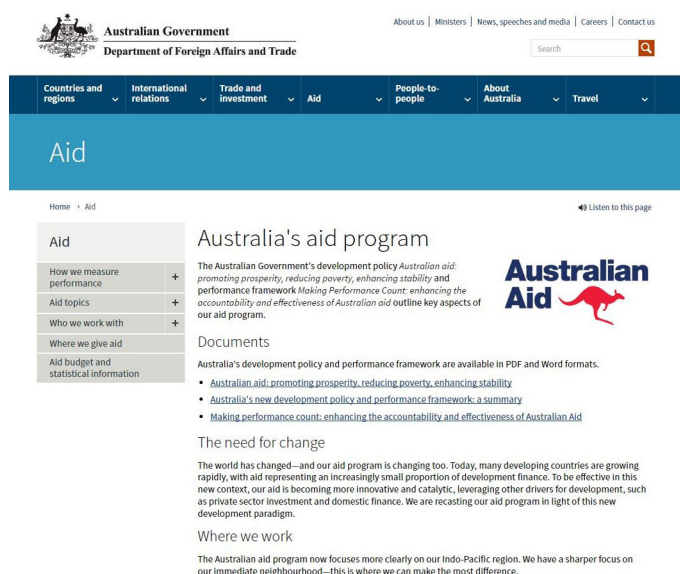 About us | Ministers | News, speeches and media | Careers | Contact us
Australian Government
Department of Foreign Affairs and Trade
Search
Countries and regions
International relations
Trade and investment
Aid
People-to-people
About Australia
Travel
Aid
Home › Aid
Listen to this page
Aid
How we measure
performance +
Aid topics +
Who we work with +
Where we give aid
Aid budget and
statistical information
Australia's aid program
The Australian Government's development policy Australian aid:
promoting prosperity, reducing poverty, enhancing stability and
performance framework Making Performance Count: enhancing the
accountability and effectiveness of Australian aid outline key aspects of
our aid program.
Australian
Aid
Documents
Australia's development policy and performance framework are available in PDF and Word formats.
• Australian aid: promoting prosperity, reducing poverty, enhancing stability
• Australia's new development policy and performance framework: a summary
• Making performance count: enhancing the accountability and effectiveness of Australian Aid
The need for change
The world has changed—and our aid program is changing too. Today, many developing countries are growing
rapidly, with aid representing an increasingly small proportion of development finance. To be effective in this
new context, our aid is becoming more innovative and catalytic, leveraging other drivers for development, such
as private sector investment and domestic finance. We are recasting our aid program in light of this new
development paradigm.
Where we work
The Australian aid program now focuses more clearly on our Indo-Pacific region. We have a sharper focus on
our immediate neighbourhood—this is where we can make the most difference.